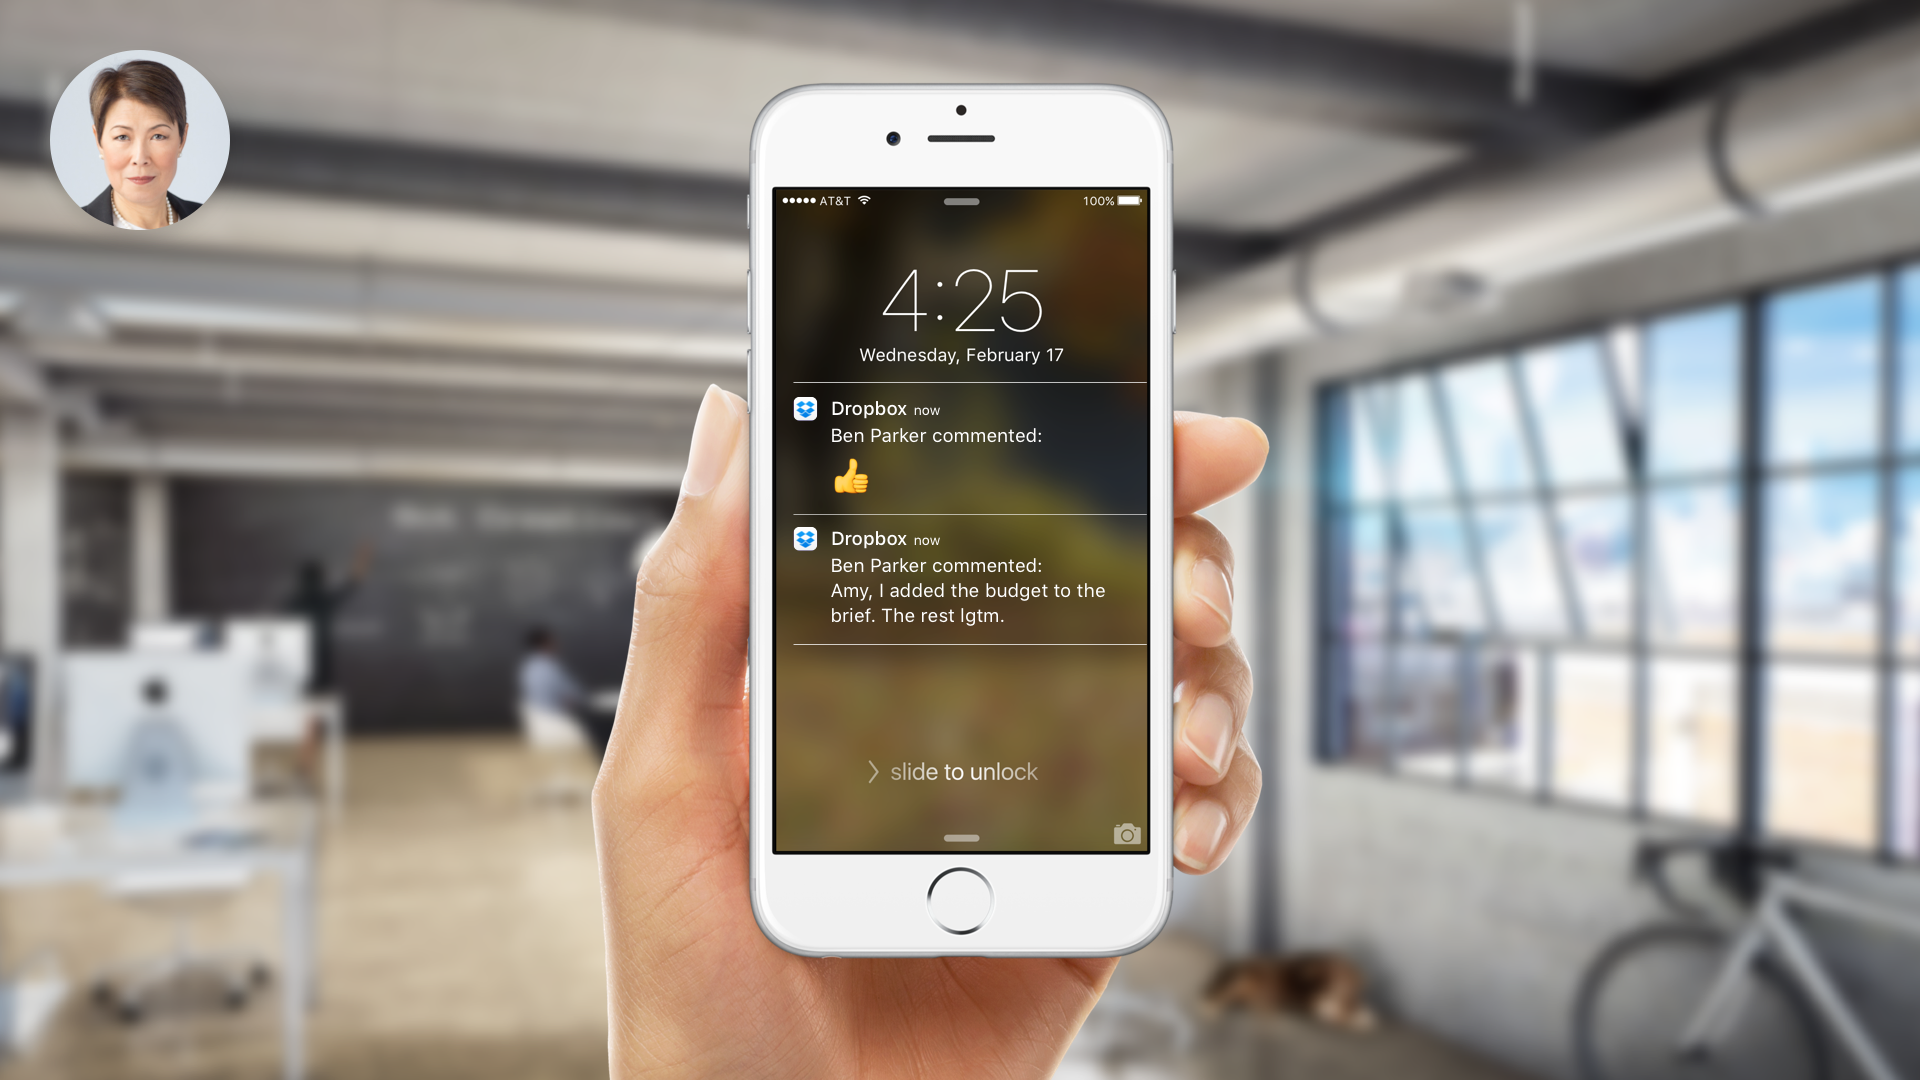 AT&T
100%
4:25
Wednesday, February 17
Dropbox now
Ben Parker commented:
👍
Dropbox now
Ben Parker commented:
Amy, I added the budget to the
brief. The rest lgtm.
slide to unlock